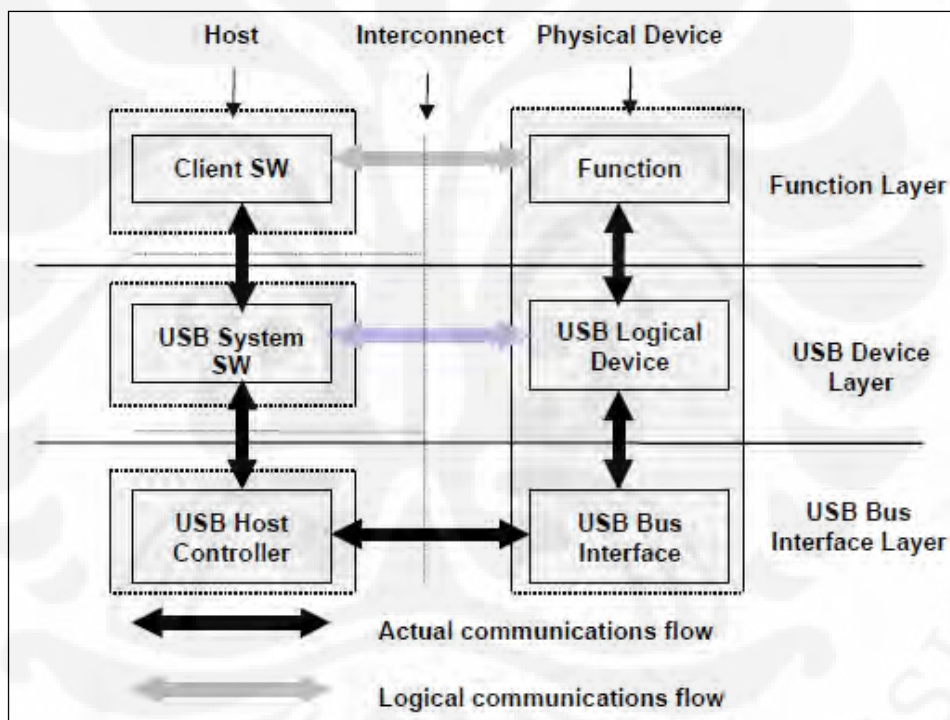 Host
Interconnect
Physical Device
Client SW
Function
Function Layer
USB System
SW
USB Logical
Device
USB Device
Layer
USB Host
Controller
USB Bus
Interface
USB Bus
Interface Layer
Actual communications flow
Logical communications flow